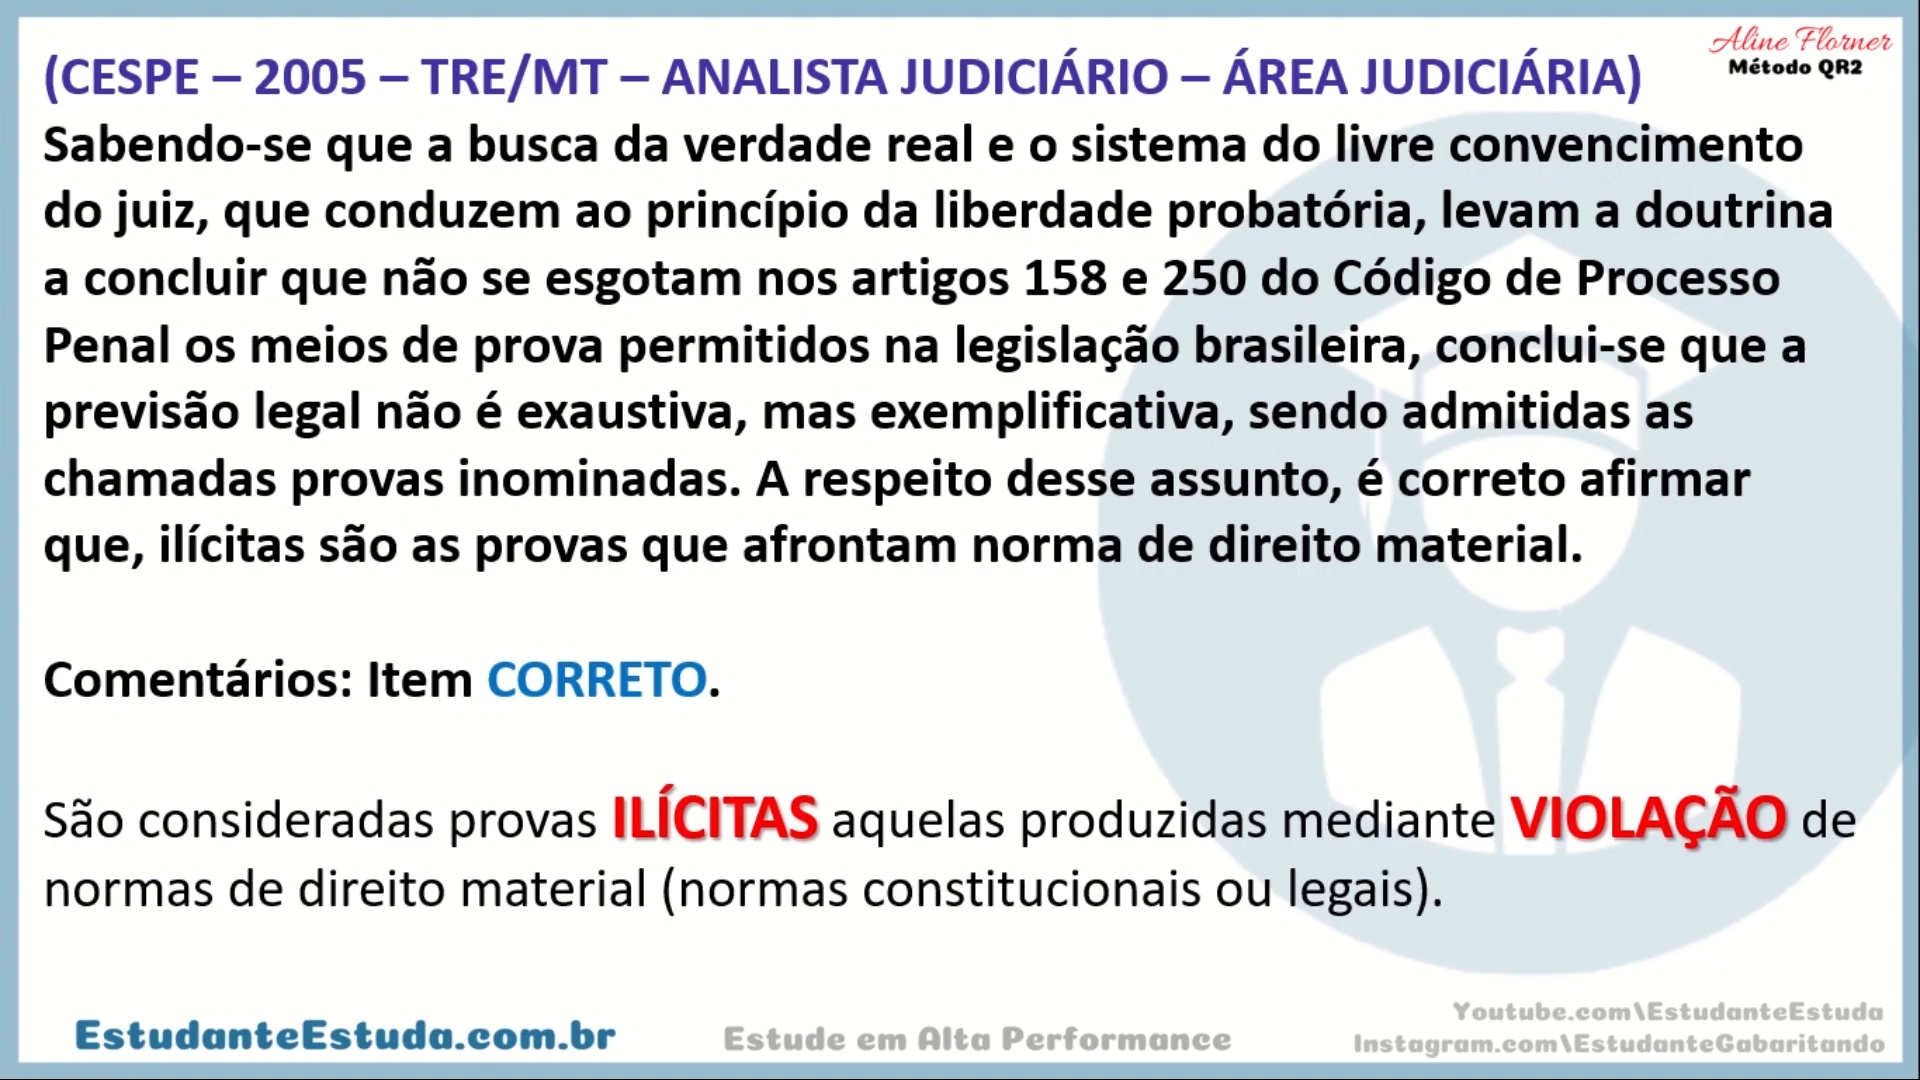 Aline Florner
Método QR2
(CESPE – 2005 – TRE/MT – ANALISTA JUDICIÁRIO – ÁREA JUDICIÁRIA)
Sabendo-se que a busca da verdade real e o sistema do livre convencimento
do juiz, que conduzem ao princípio da liberdade probatória, levam a doutrina
a concluir que não se esgotam nos artigos 158 e 250 do Código de Processo
Penal os meios de prova permitidos na legislação brasileira, conclui-se que a
previsão legal não é exaustiva, mas exemplificativa, sendo admitidas as
chamadas provas inominadas. A respeito desse assunto, é correto afirmar
que, ilícitas são as provas que afrontam norma de direito material.
Comentários: Item CORRETO.
São consideradas provas ILÍCITAS aquelas produzidas mediante VIOLAÇÃO de
normas de direito material (normas constitucionais ou legais).
EstudanteEstuda.com.br
Estude em Alta Performance
Youtube.com\EstudanteEstuda
Instagram.com\EstudanteGabaritando